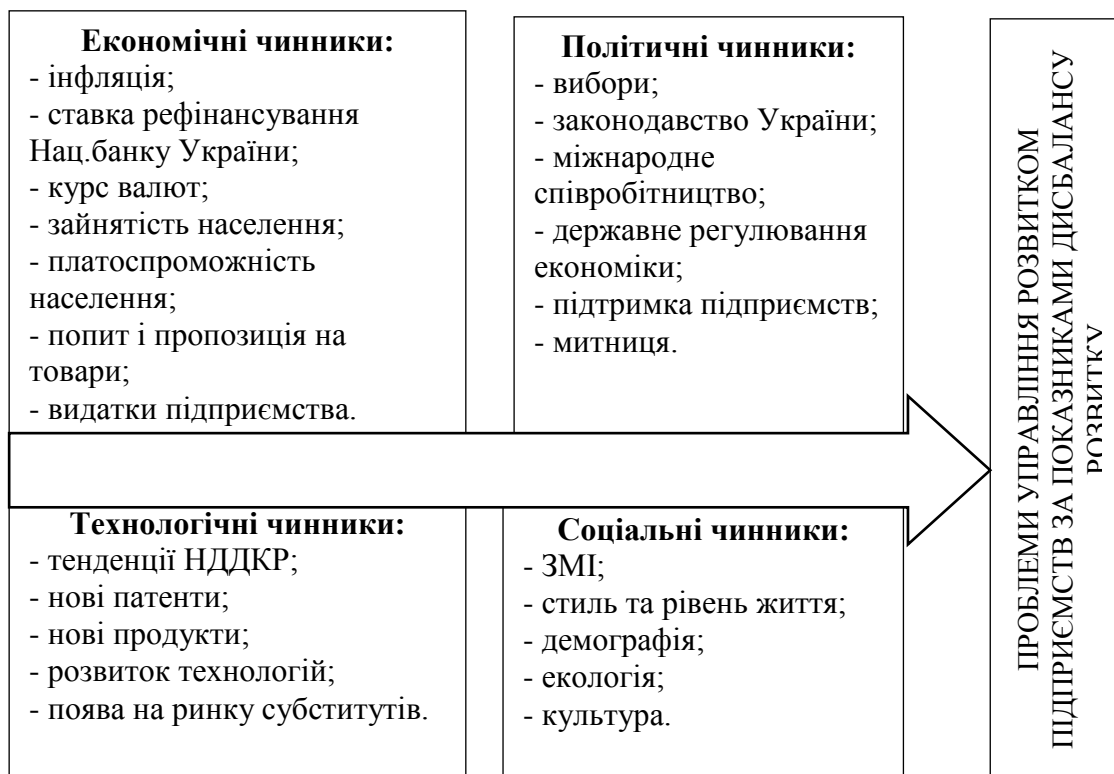 Економічні чинники:
- інфляція;
- ставка рефінансування
Нац.банку України;
- курс валют;
- зайнятість населення;
- платоспроможність
населення;
- попит і пропозиція на
товари;
- видатки підприємства.
Політичні чинники:
- вибори;
- законодавство України;
- міжнародне
співробітництво;
- державне регулювання
економіки;
- підтримка підприємств;
- митниця.
Технологічні чинники:
- тенденції НДДКР;
- нові патенти;
- нові продукти;
- розвиток технологій;
- поява на ринку субститутів.
Соціальні чинники:
- ЗМІ;
- стиль та рівень життя;
- демографія;
- екологія;
- культура.
ПРОБЛЕМИ УПРАВЛІННЯ РОЗВИТКОМ
ПІДПРИЄМСТВ ЗА ПОКАЗНИКАМИ ДИСБАЛАНСУ
РОЗВИТКУ